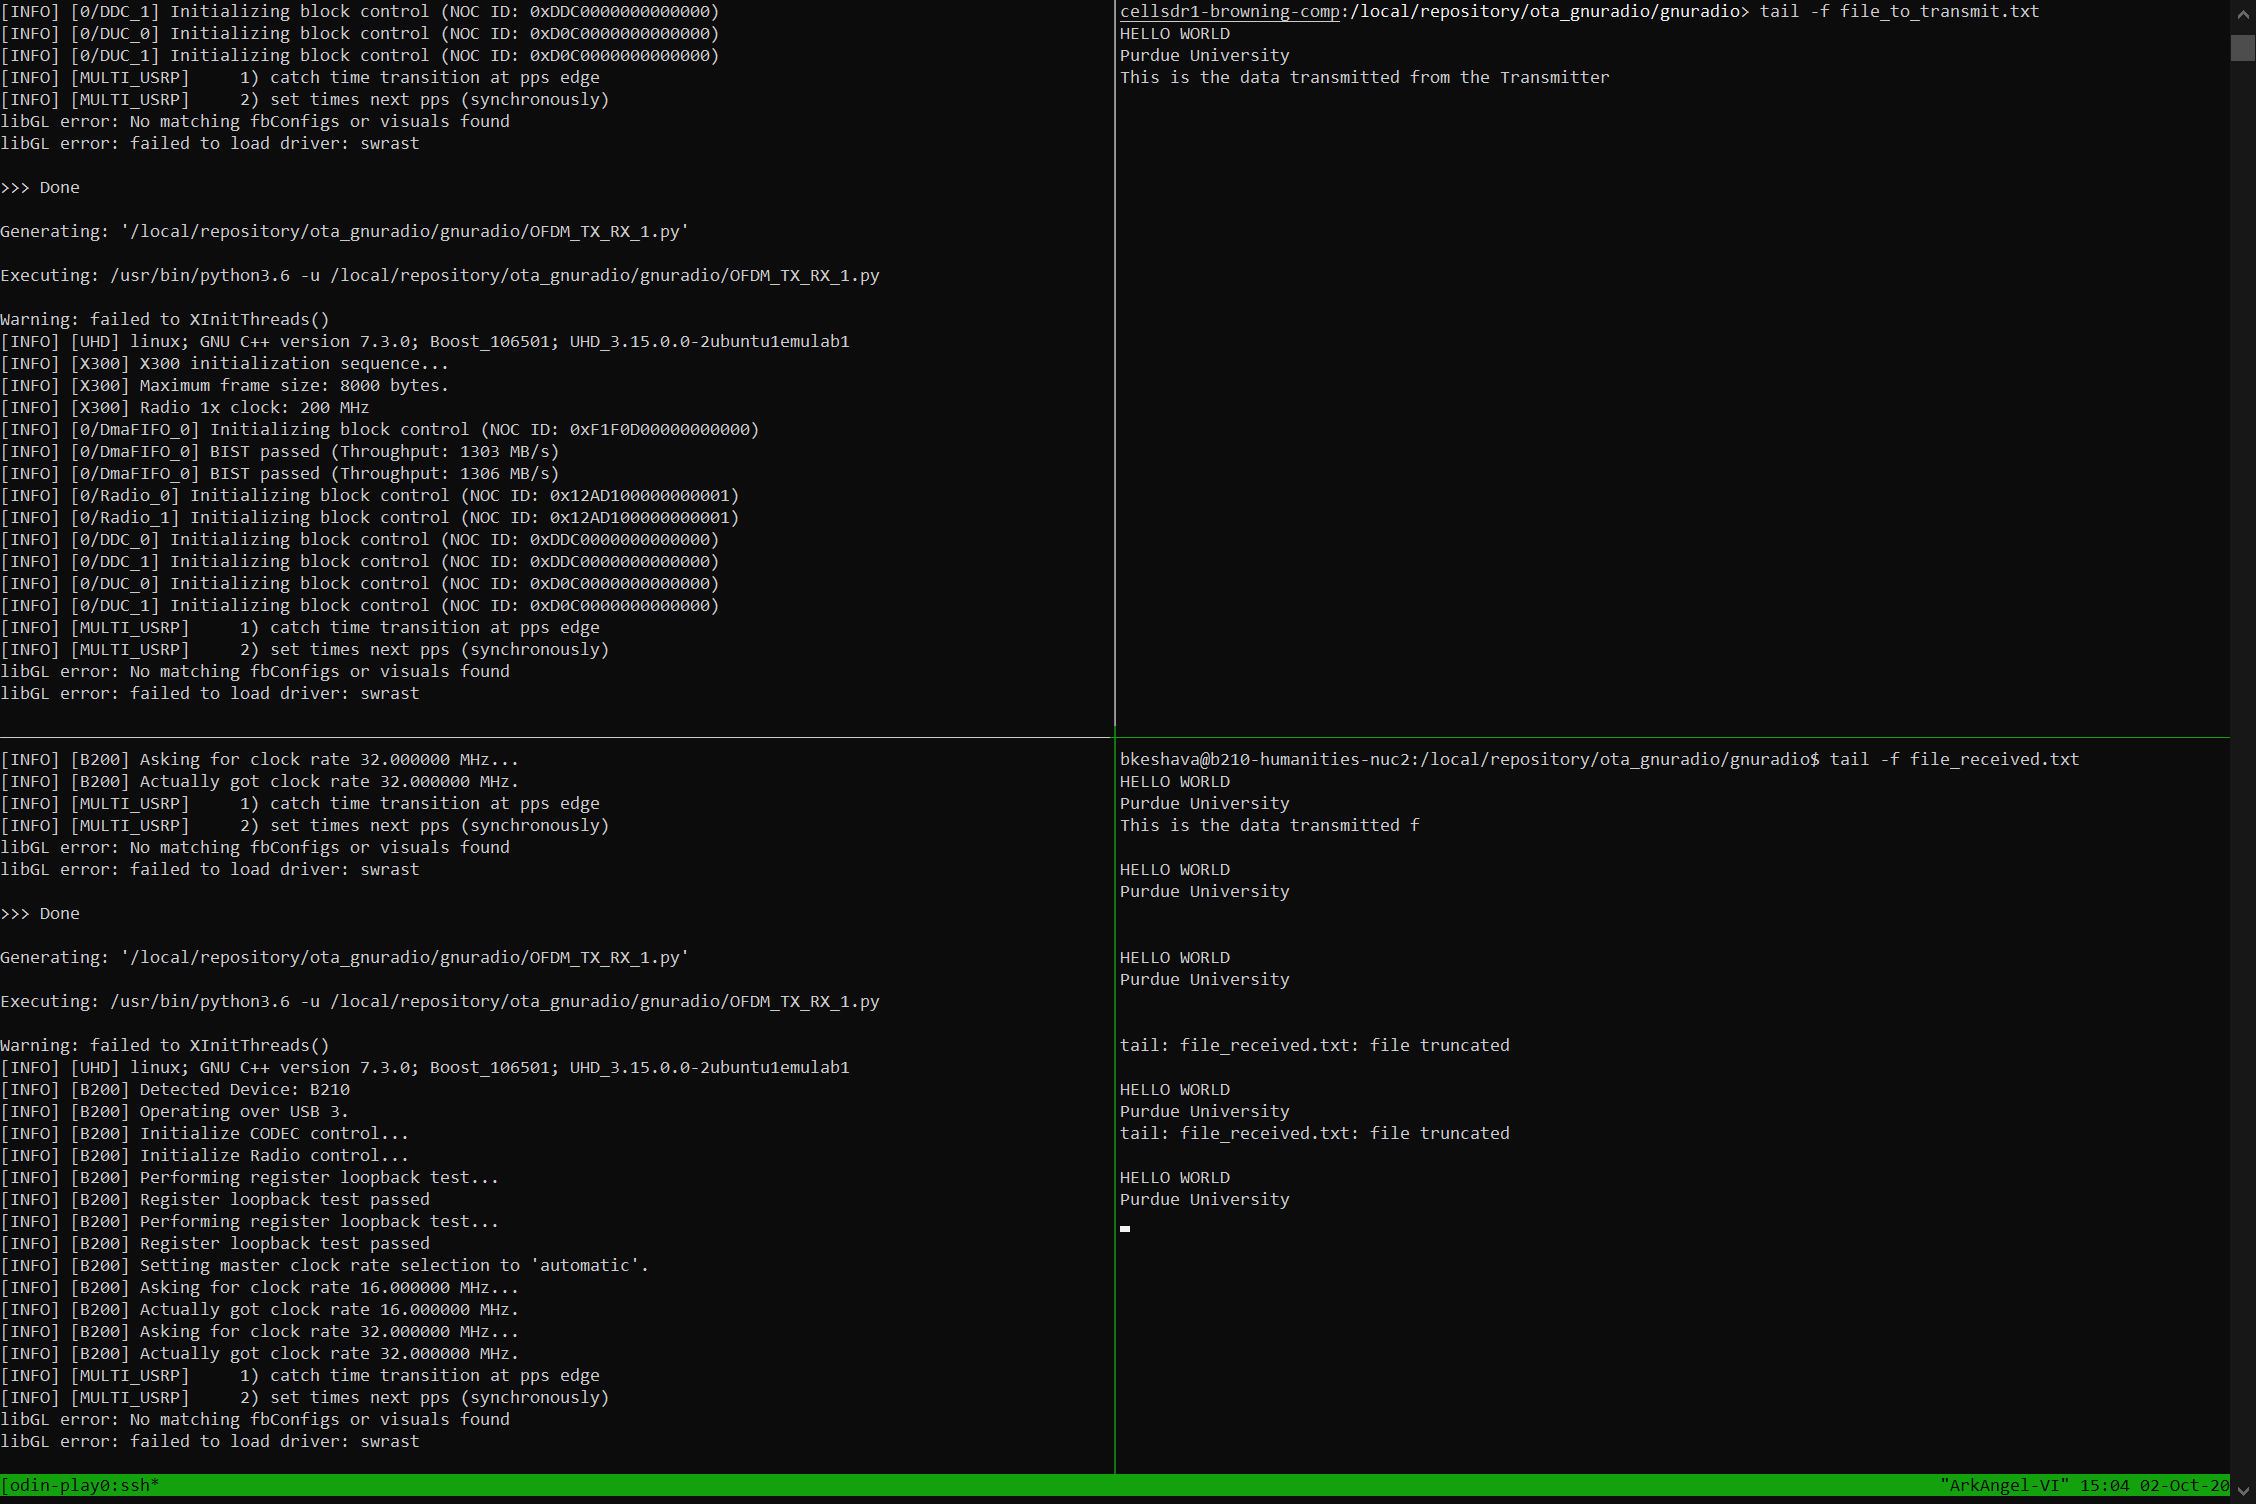 [INFO] [0/DDC_1] Initializing block control (NOC ID: 0xDDC0000000000000)
[INFO] [0/DUC_0] Initializing block control (NOC ID: 0xD0C0000000000000)
[INFO] [0/DUC_1] Initializing block control (NOC ID: 0xD0C0000000000000)
[INFO] [MULTI_USRP]     1) catch time transition at pps edge
[INFO] [MULTI_USRP]     2) set times next pps (synchronously)
libGL error: No matching fbConfigs or visuals found
libGL error: failed to load driver: swrast
>>> Done
Generating: '/local/repository/ota_gnuradio/gnuradio/OFDM_TX_RX_1.py'
Executing: /usr/bin/python3.6 -u /local/repository/ota_gnuradio/gnuradio/OFDM_TX_RX_1.py
Warning: failed to XInitThreads()
[INFO] [UHD] linux; GNU C++ version 7.3.0; Boost_106501; UHD_3.15.0.0-2ubuntu1emulab1
[INFO] [X300] X300 initialization sequence...
[INFO] [X300] Maximum frame size: 8000 bytes.
[INFO] [X300] Radio 1x clock: 200 MHz
[INFO] [0/DmaFIFO_0] Initializing block control (NOC ID: 0xF1F0D00000000000)
[INFO] [0/DmaFIFO_0] BIST passed (Throughput: 1303 MB/s)
[INFO] [0/DmaFIFO_0] BIST passed (Throughput: 1306 MB/s)
[INFO] [0/Radio_0] Initializing block control (NOC ID: 0x12AD100000000001)
[INFO] [0/Radio_1] Initializing block control (NOC ID: 0x12AD100000000001)
[INFO] [0/DDC_0] Initializing block control (NOC ID: 0xDDC0000000000000)
[INFO] [0/DDC_1] Initializing block control (NOC ID: 0xDDC0000000000000)
[INFO] [0/DUC_0] Initializing block control (NOC ID: 0xD0C0000000000000)
[INFO] [0/DUC_1] Initializing block control (NOC ID: 0xD0C0000000000000)
[INFO] [MULTI_USRP]     1) catch time transition at pps edge
[INFO] [MULTI_USRP]     2) set times next pps (synchronously)
libGL error: No matching fbConfigs or visuals found
libGL error: failed to load driver: swrast
cellsdr1-browning-comp:/local/repository/ota_gnuradio/gnuradio> tail -f file_to_transmit.txt
HELLO WORLD
Purdue University
This is the data transmitted from the Transmitter
[INFO] [B200] Asking for clock rate 32.000000 MHz...
[INFO] [B200] Actually got clock rate 32.000000 MHz.
[INFO] [MULTI_USRP]     1) catch time transition at pps edge
[INFO] [MULTI_USRP]     2) set times next pps (synchronously)
libGL error: No matching fbConfigs or visuals found
libGL error: failed to load driver: swrast
>>> Done
Generating: '/local/repository/ota_gnuradio/gnuradio/OFDM_TX_RX_1.py'
Executing: /usr/bin/python3.6 -u /local/repository/ota_gnuradio/gnuradio/OFDM_TX_RX_1.py
Warning: failed to XInitThreads()
[INFO] [UHD] linux; GNU C++ version 7.3.0; Boost_106501; UHD_3.15.0.0-2ubuntu1emulab1
[INFO] [B200] Detected Device: B210
[INFO] [B200] Operating over USB 3.
[INFO] [B200] Initialize CODEC control...
[INFO] [B200] Initialize Radio control...
[INFO] [B200] Performing register loopback test...
[INFO] [B200] Register loopback test passed
[INFO] [B200] Performing register loopback test...
[INFO] [B200] Register loopback test passed
[INFO] [B200] Setting master clock rate selection to 'automatic'.
[INFO] [B200] Asking for clock rate 16.000000 MHz...
[INFO] [B200] Actually got clock rate 16.000000 MHz.
[INFO] [B200] Asking for clock rate 32.000000 MHz...
[INFO] [B200] Actually got clock rate 32.000000 MHz.
[INFO] [MULTI_USRP]     1) catch time transition at pps edge
[INFO] [MULTI_USRP]     2) set times next pps (synchronously)
libGL error: No matching fbConfigs or visuals found
libGL error: failed to load driver: swrast
bkeshava@b210-humanities-nuc2:/local/repository/ota_gnuradio/gnuradio$ tail -f file_received.txt
HELLO WORLD
Purdue University
This is the data transmitted f
HELLO WORLD
Purdue University
HELLO WORLD
Purdue University
tail: file_received.txt: file truncated
HELLO WORLD
Purdue University
tail: file_received.txt: file truncated
HELLO WORLD
Purdue University
[odin-play0:ssh* "ArkAngel-VI" 15:04 02-Oct-20